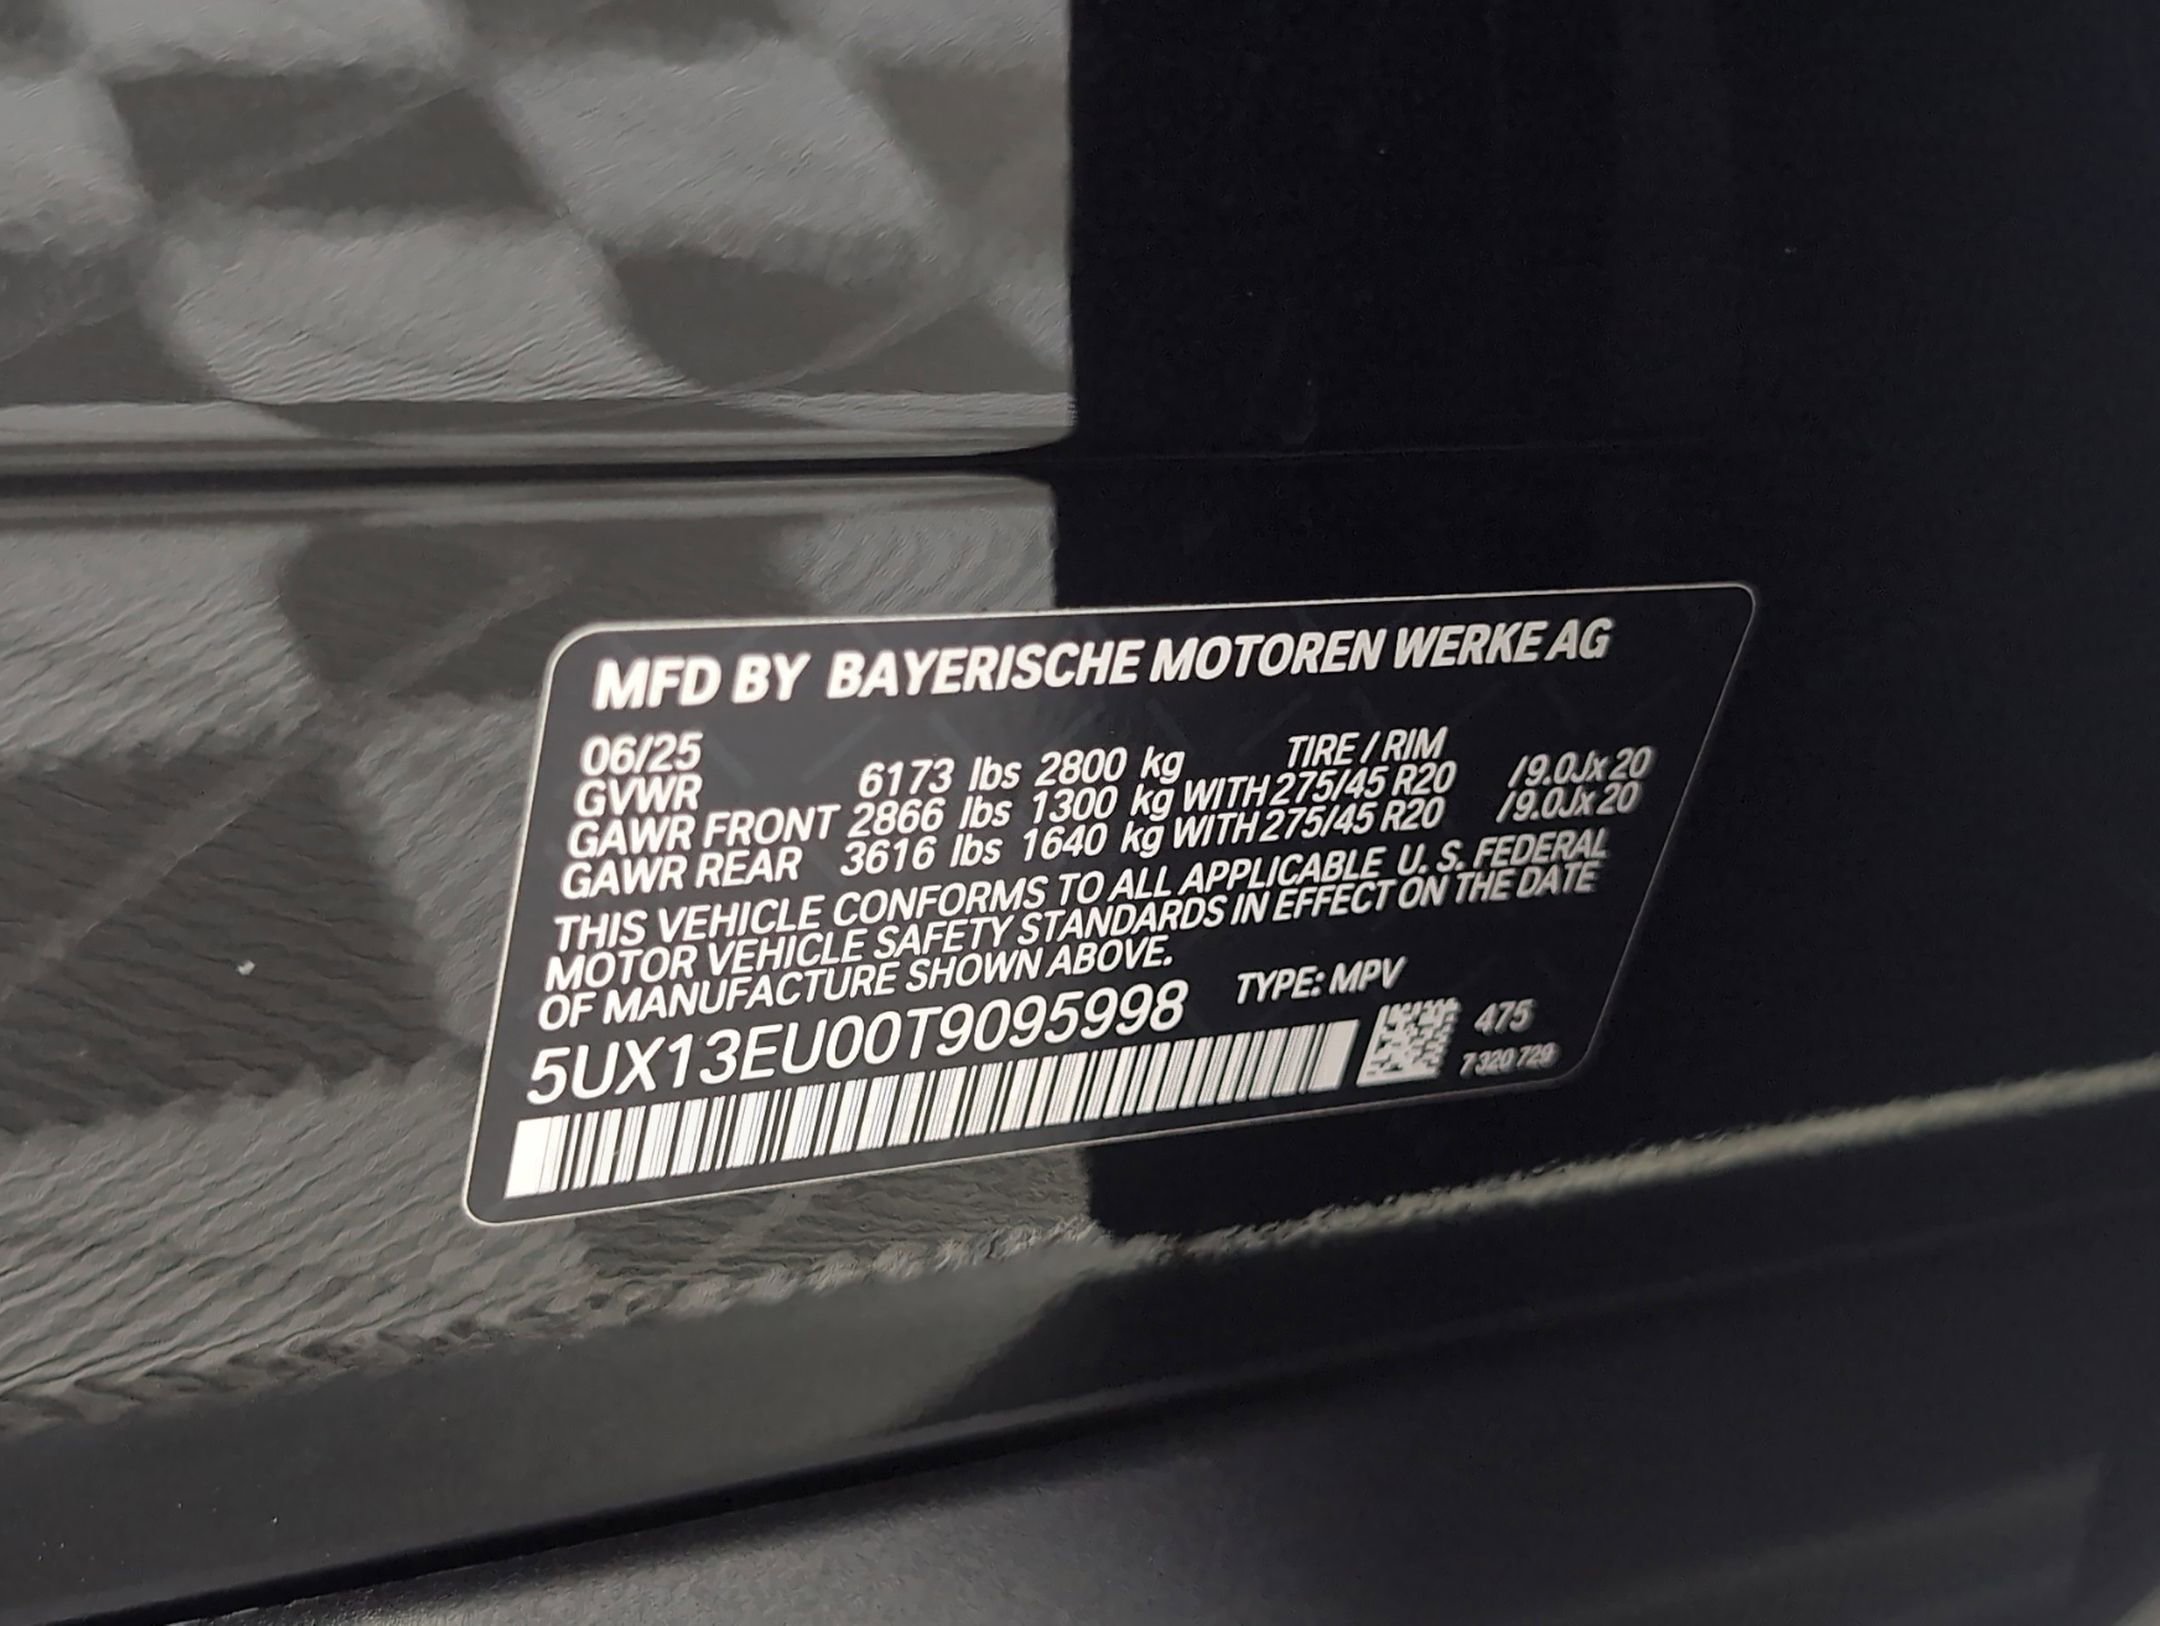 MFD BY BAYERISCHE MOTOREN WERKE AG
06/25 TIRE / RIM
GVWR 6173 lbs 2800 kg
GAWR FRONT 2866 lbs 1300 kg WITH 275/45 R20 /9.0Jx20
GAWR REAR 3616 lbs 1640 kg WITH 275/45 R20 /9.0Jx20
THIS VEHICLE CONFORMS TO ALL APPLICABLE U. S. FEDERAL
MOTOR VEHICLE SAFETY STANDARDS IN EFFECT ON THE DATE
OF MANUFACTURE SHOWN ABOVE.
5UX13EU00T9095998 TYPE: MPV
475
7 320 729